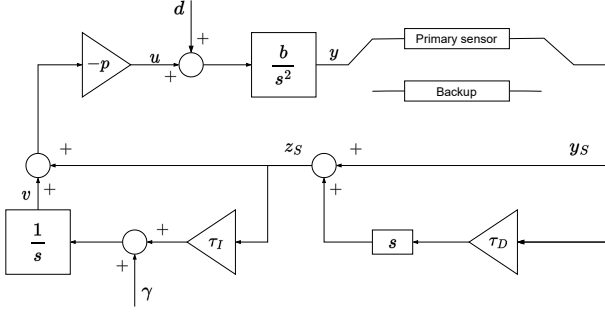 d
+
Primary sensor
−p
u
+
b
s²
y
Backup
+
z_S
+
y_S
v
+
+
1
s
+
τ_I
s
τ_D
+
γ